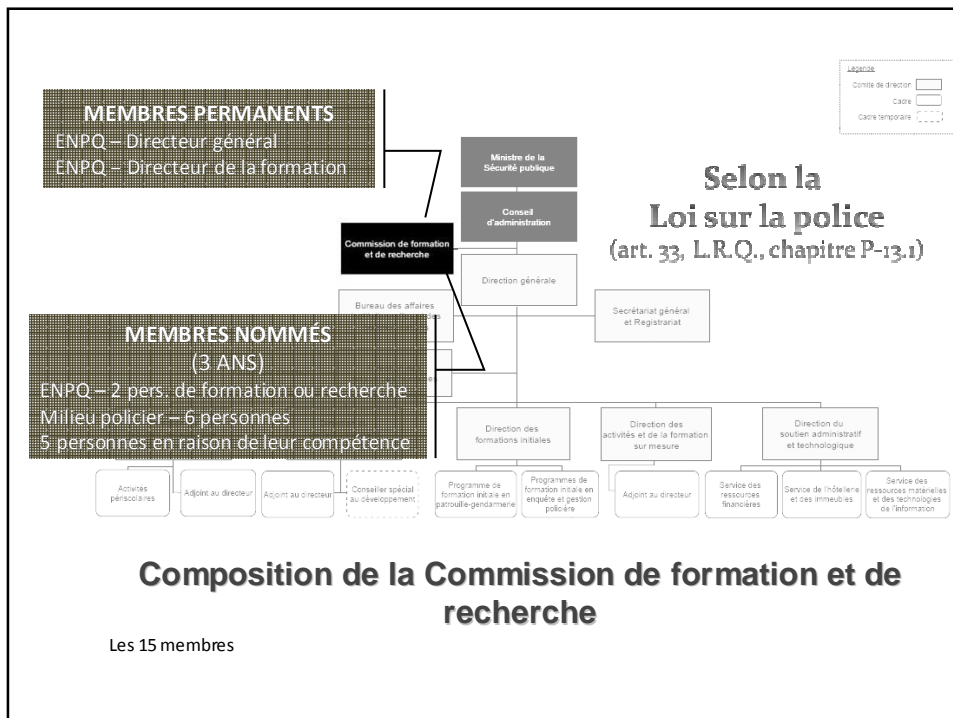 Légende
Comité de direction
Cadre
Cadre temporaire
MEMBRES PERMANENTS
ENPQ – Directeur général
ENPQ – Directeur de la formation
Ministre de la
Sécurité publique
Conseil
d'administration
Selon la
Loi sur la police
(art. 33, L.R.Q., chapitre P-13.1)
Commission de formation
et de recherche
Direction générale
Bureau des affaires
Secrétariat général
et Registrariat
MEMBRES NOMMÉS
(3 ANS)
ENPQ – 2 pers. de formation ou recherche
Milieu policier – 6 personnes
5 personnes en raison de leur compétence
Direction des
formations initiales
Direction des
activités et de la formation
sur mesure
Direction du
soutien administratif
et technologique
Activités
périscolaires
Adjoint au directeur
Adjoint au directeur
Conseiller spécial
au développement
Programme de
formation initiale en
patrouille-gendarmerie
Programmes de
formation initiale en
enquête et gestion
policière
Adjoint au directeur
Service des
ressources
financières
Service de l'hôtellerie
et des immeubles
Service des
ressources matérielles
et des technologies
de l'information
Composition de la Commission de formation et de
recherche
Les 15 membres